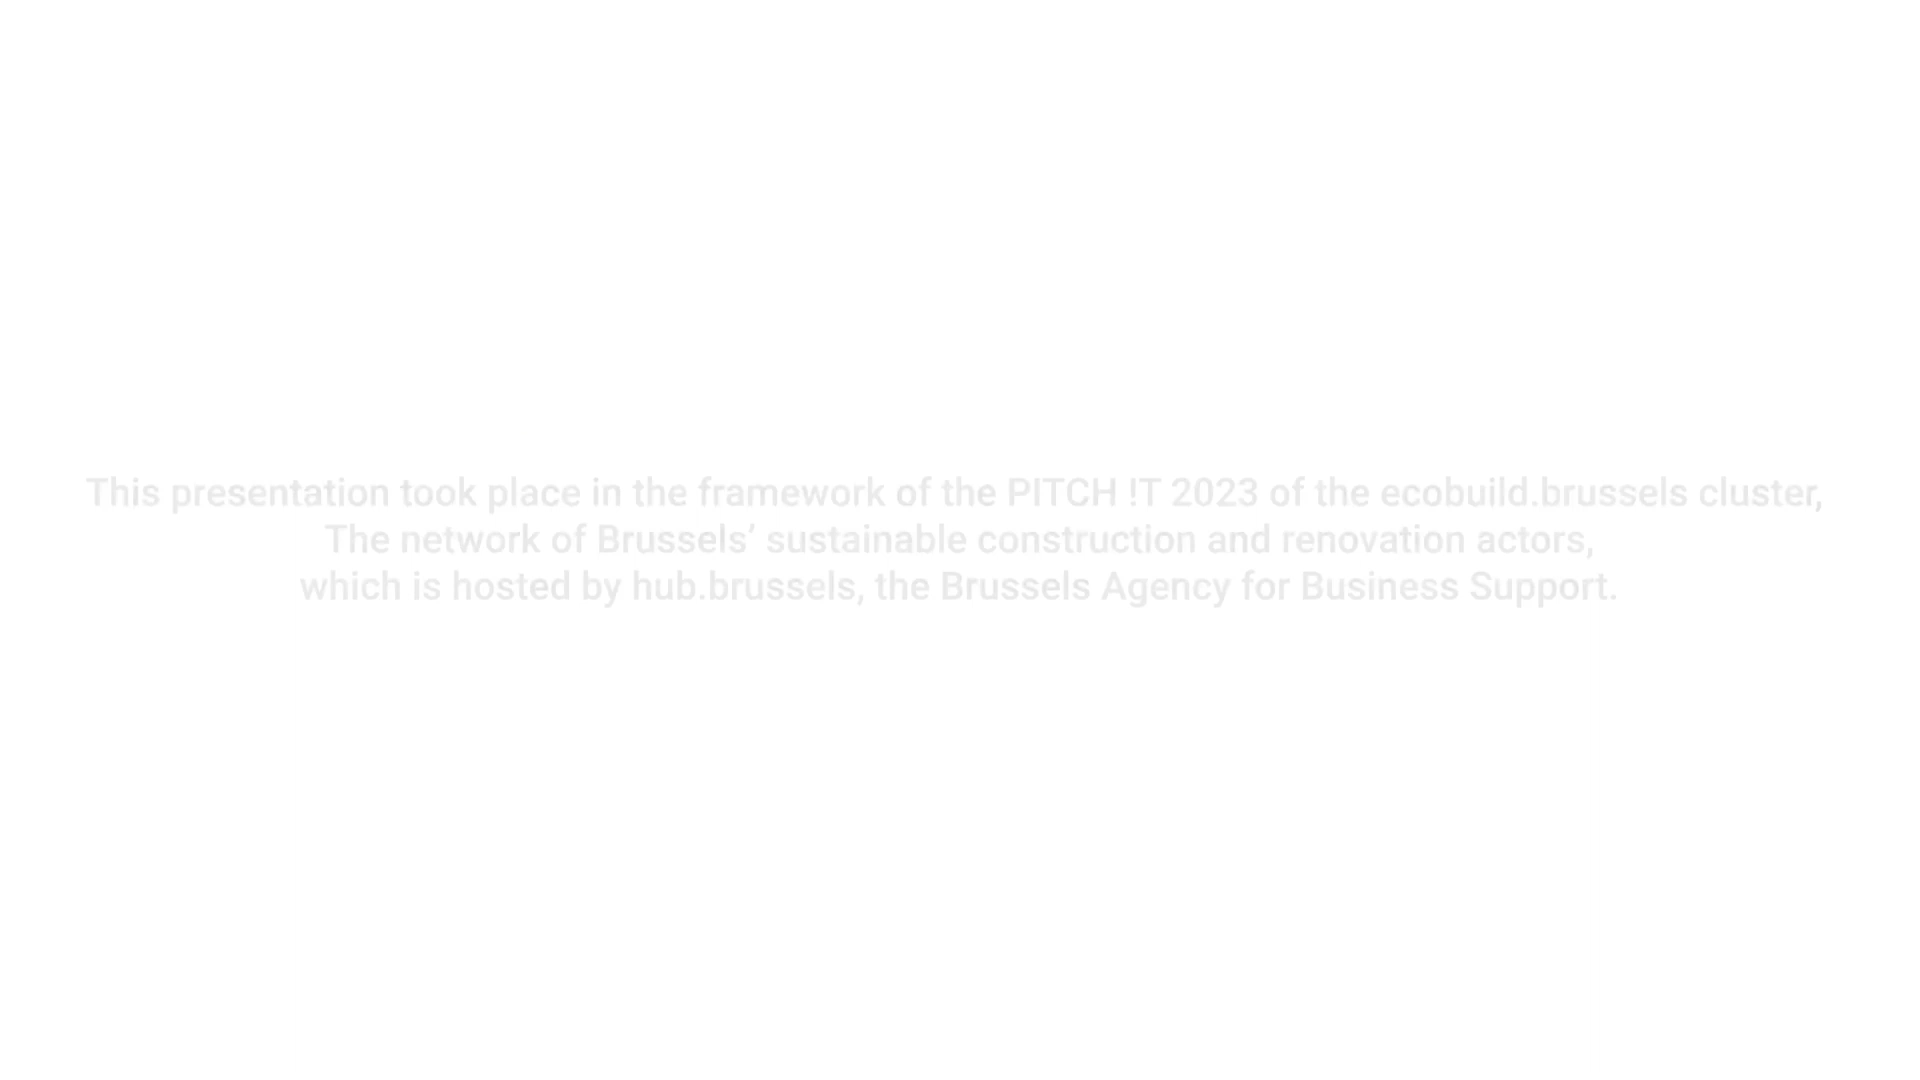 This presentation took place in the framework of the PITCH !T 2023 of the ecobuild.brussels cluster,
The network of Brussels’ sustainable construction and renovation actors,
which is hosted by hub.brussels, the Brussels Agency for Business Support.